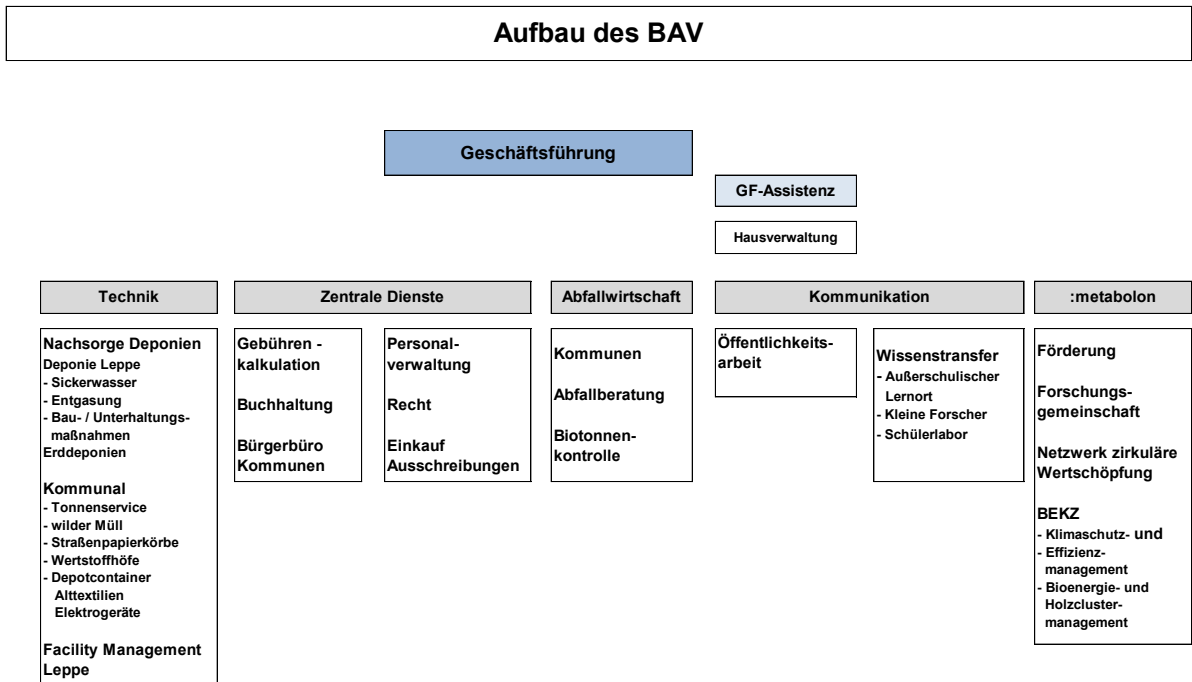 Aufbau des BAV
Geschäftsführung
GF-Assistenz
Hausverwaltung
Technik
Nachsorge Deponien
Deponie Leppe
- Sickerwasser
- Entgasung
- Bau- / Unterhaltungs-
maßnahmen
Erddeponien
Kommunal
- Tonnenservice
- wilder Müll
- Straßenpapierkörbe
- Wertstoffhöfe
- Depotcontainer
Alttextilien
Elektrogeräte
Facility Management
Leppe
Zentrale Dienste
Gebühren -
kalkulation
Buchhaltung
Bürgerbüro
Kommunen
Personal-
verwaltung
Recht
Einkauf
Ausschreibungen
Abfallwirtschaft
Kommunen
Abfallberatung
Biotonnen-
kontrolle
Kommunikation
Öffentlichkeits-
arbeit
Wissenstransfer
- Außerschulischer
Lernort
- Kleine Forscher
- Schülerlabor
:metabolon
Förderung
Forschungs-
gemeinschaft
Netzwerk zirkuläre
Wertschöpfung
BEKZ
- Klimaschutz- und
- Effizienz-
management
- Bioenergie- und
Holzcluster-
management